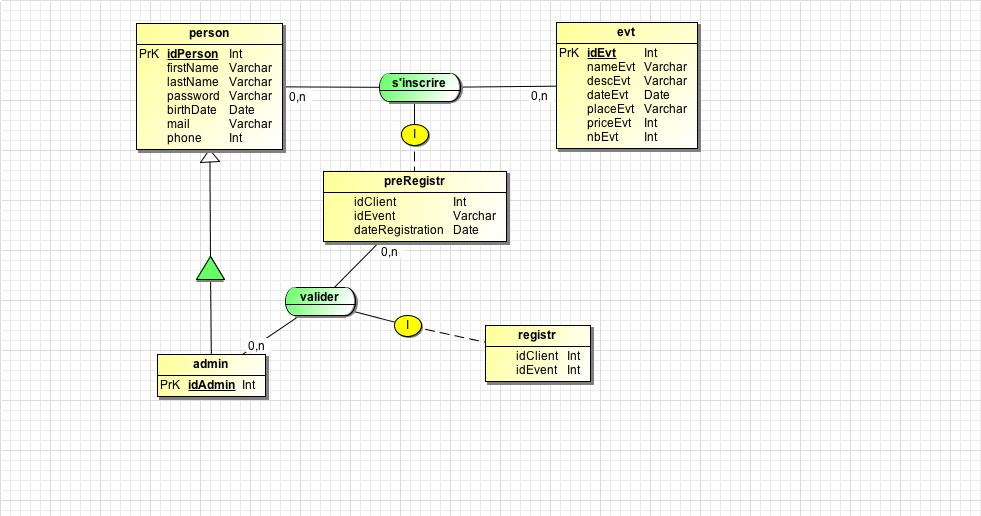 person
PrK idPerson Int
firstName Varchar
lastName Varchar
password Varchar
birthDate Date
mail Varchar
phone Int
0,n
s'inscrire
0,n
evt
PrK idEvt Int
nameEvt Varchar
descEvt Varchar
dateEvt Date
placeEvt Varchar
priceEvt Int
nbEvt Int
I
preRegistr
idClient Int
idEvent Varchar
dateRegistration Date
0,n
valider
I
0,n
registr
idClient Int
idEvent Int
admin
PrK idAdmin Int